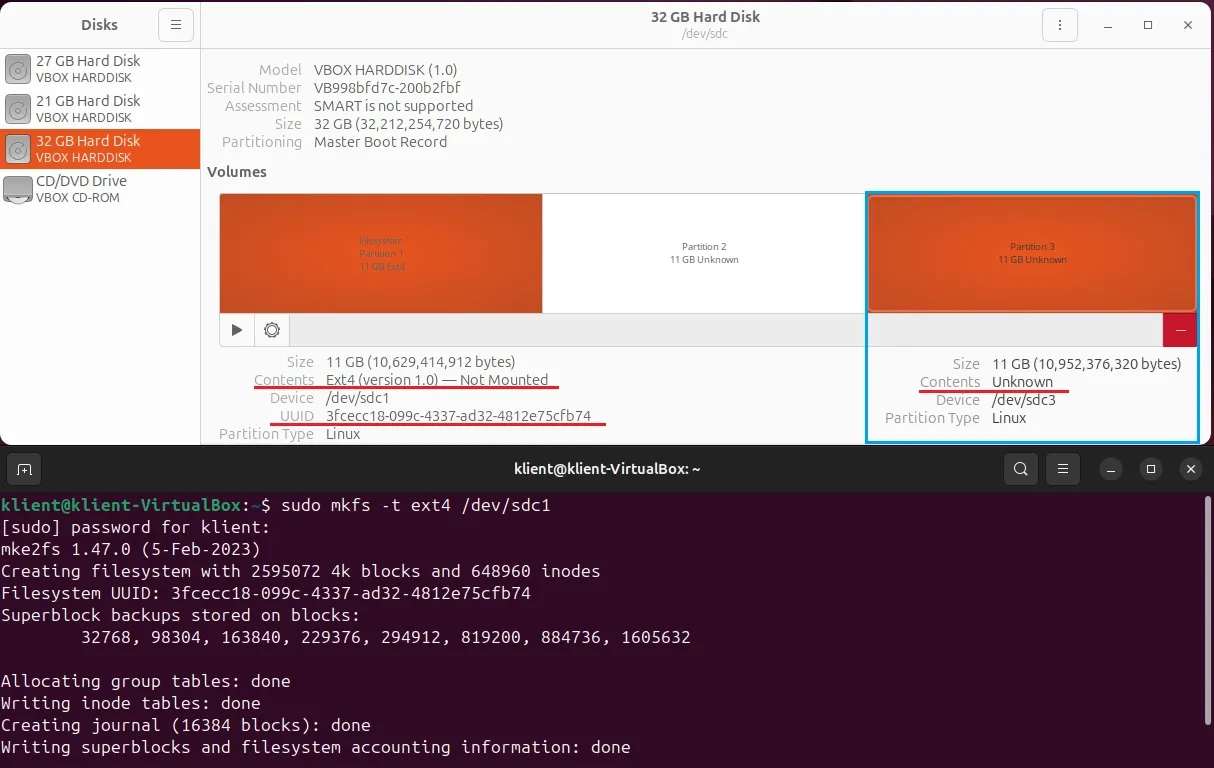 Disks
32 GB Hard Disk
/dev/sdc
27 GB Hard Disk
VBOX HARDDISK
21 GB Hard Disk
VBOX HARDDISK
32 GB Hard Disk
VBOX HARDDISK
CD/DVD Drive
VBOX CD-ROM
Model VBOX HARDDISK (1.0)
Serial Number VB998bfd7c-200b2fbf
Assessment SMART is not supported
Size 32 GB (32,212,254,720 bytes)
Partitioning Master Boot Record
Volumes
Filesystem
Partition 1
11 GB Ext4
Partition 2
11 GB Unknown
Partition 3
11 GB Unknown
Size 11 GB (10,629,414,912 bytes)
Contents Ext4 (version 1.0) — Not Mounted
Device /dev/sdc1
UUID 3fcecc18-099c-4337-ad32-4812e75cfb74
Partition Type Linux
Size 11 GB (10,952,376,320 bytes)
Contents Unknown
Device /dev/sdc3
Partition Type Linux
klient@klient-VirtualBox: ~
klient@klient-VirtualBox:~$ sudo mkfs -t ext4 /dev/sdc1
[sudo] password for klient:
mke2fs 1.47.0 (5-Feb-2023)
Creating filesystem with 2595072 4k blocks and 648960 inodes
Filesystem UUID: 3fcecc18-099c-4337-ad32-4812e75cfb74
Superblock backups stored on blocks:
32768, 98304, 163840, 229376, 294912, 819200, 884736, 1605632
Allocating group tables: done
Writing inode tables: done
Creating journal (16384 blocks): done
Writing superblocks and filesystem accounting information: done